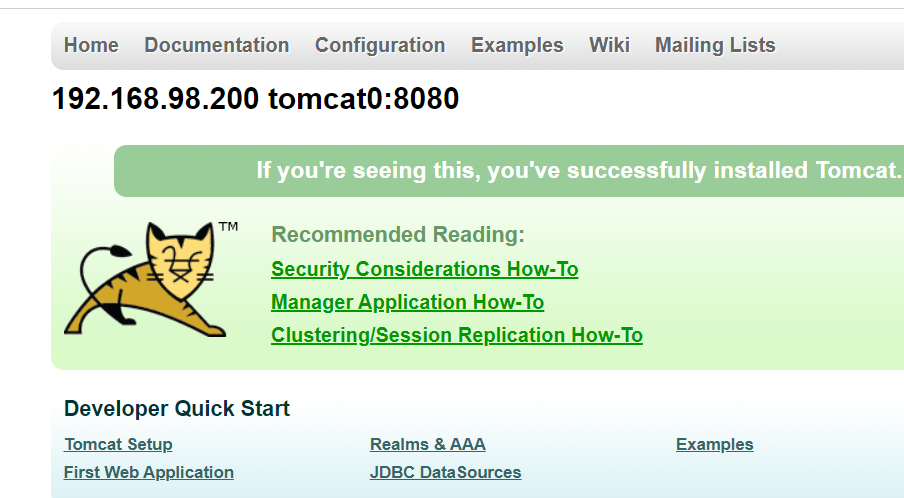 Home Documentation Configuration Examples Wiki Mailing Lists
192.168.98.200 tomcat0:8080
If you're seeing this, you've successfully installed Tomcat.
TM
Recommended Reading:
Security Considerations How-To
Manager Application How-To
Clustering/Session Replication How-To
Developer Quick Start
Tomcat Setup Realms & AAA Examples
First Web Application JDBC DataSources